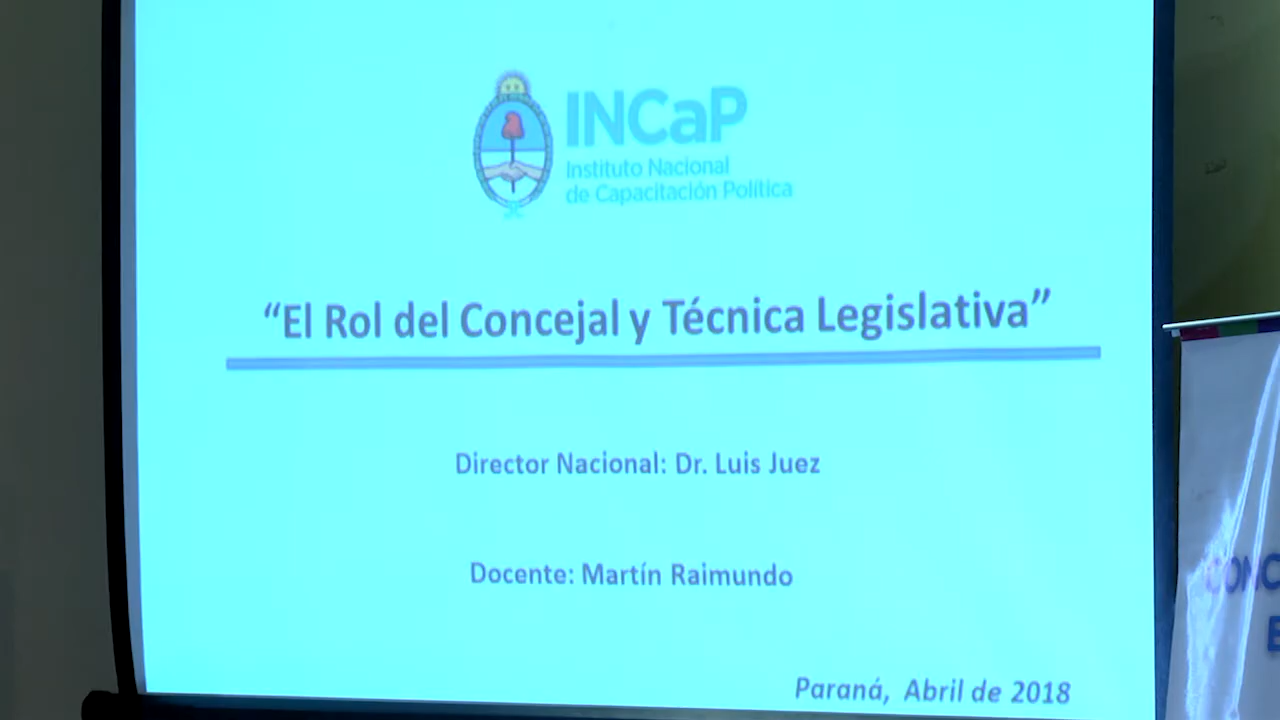 INCaP
Instituto Nacional
de Capacitación Política
“El Rol del Concejal y Técnica Legislativa”
Director Nacional: Dr. Luis Juez
Docente: Martín Raimundo
Paraná, Abril de 2018
CONC